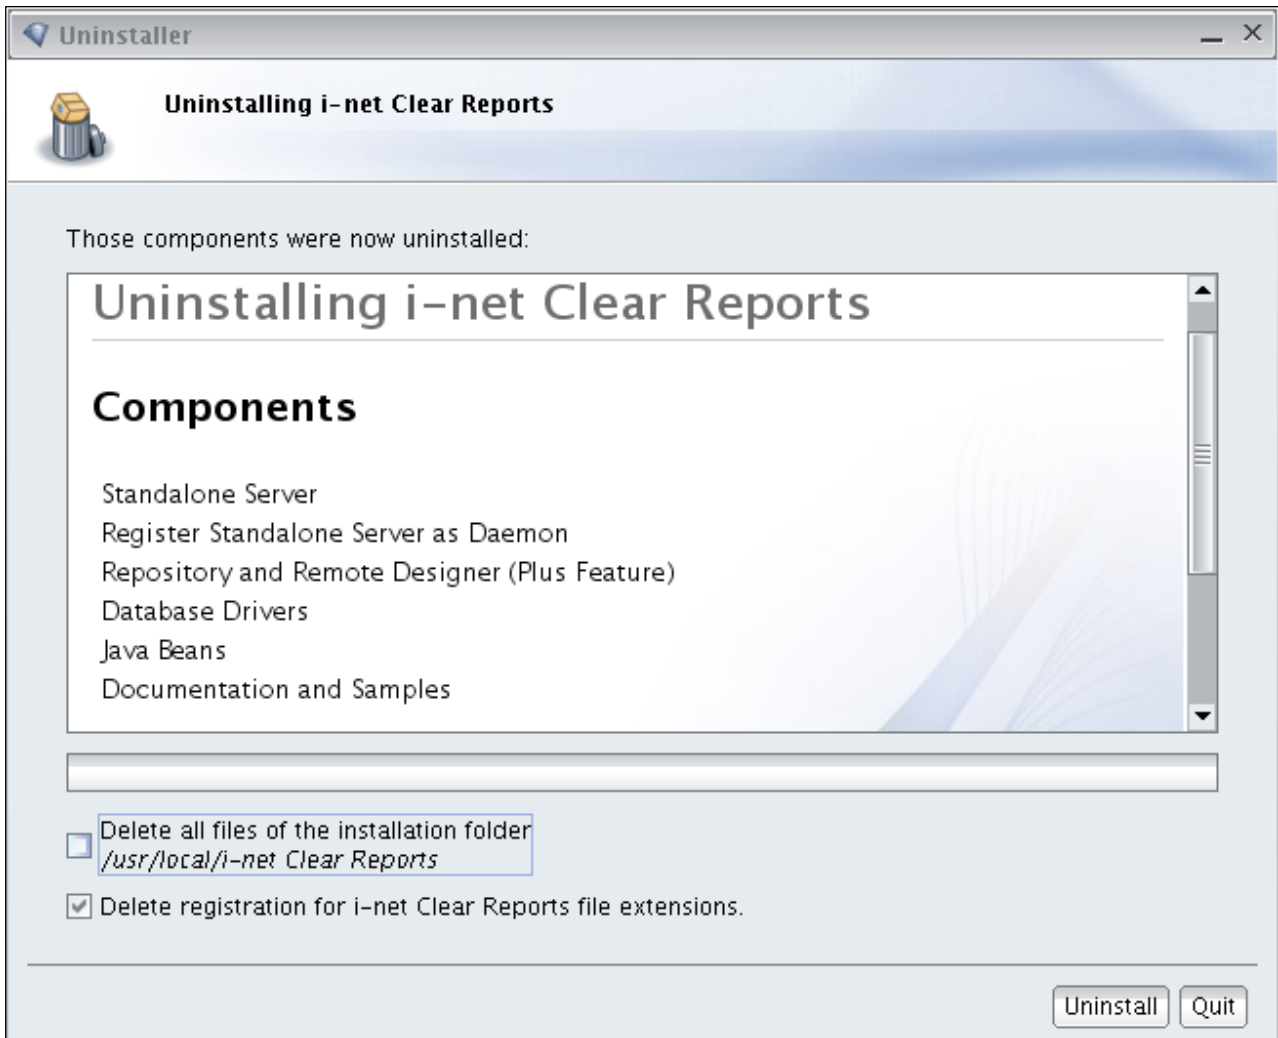 Uninstaller
Uninstalling i-net Clear Reports
Those components were now uninstalled:
Uninstalling i-net Clear Reports
Components
Standalone Server
Register Standalone Server as Daemon
Repository and Remote Designer (Plus Feature)
Database Drivers
Java Beans
Documentation and Samples
Delete all files of the installation folder
/usr/local/i-net Clear Reports
Delete registration for i-net Clear Reports file extensions.
Uninstall Quit